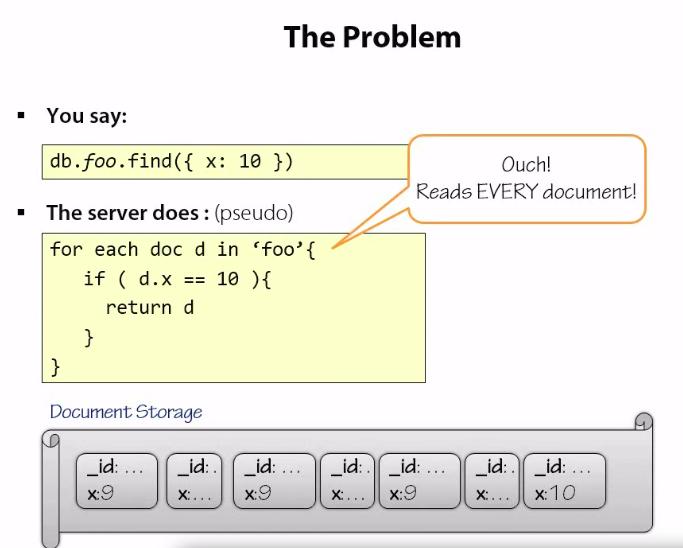 The Problem
▪ You say:
db.foo.find({ x: 10 })
Ouch!
Reads EVERY document!
▪ The server does : (pseudo)
for each doc d in ‘foo’{
if ( d.x == 10 ){
return d
}
}
Document Storage
_id: ... _id: . _id: ... _id: . _id: ... _id: . _id: ...
x:9 x:... x:9 x:... x:9 x:... x:10